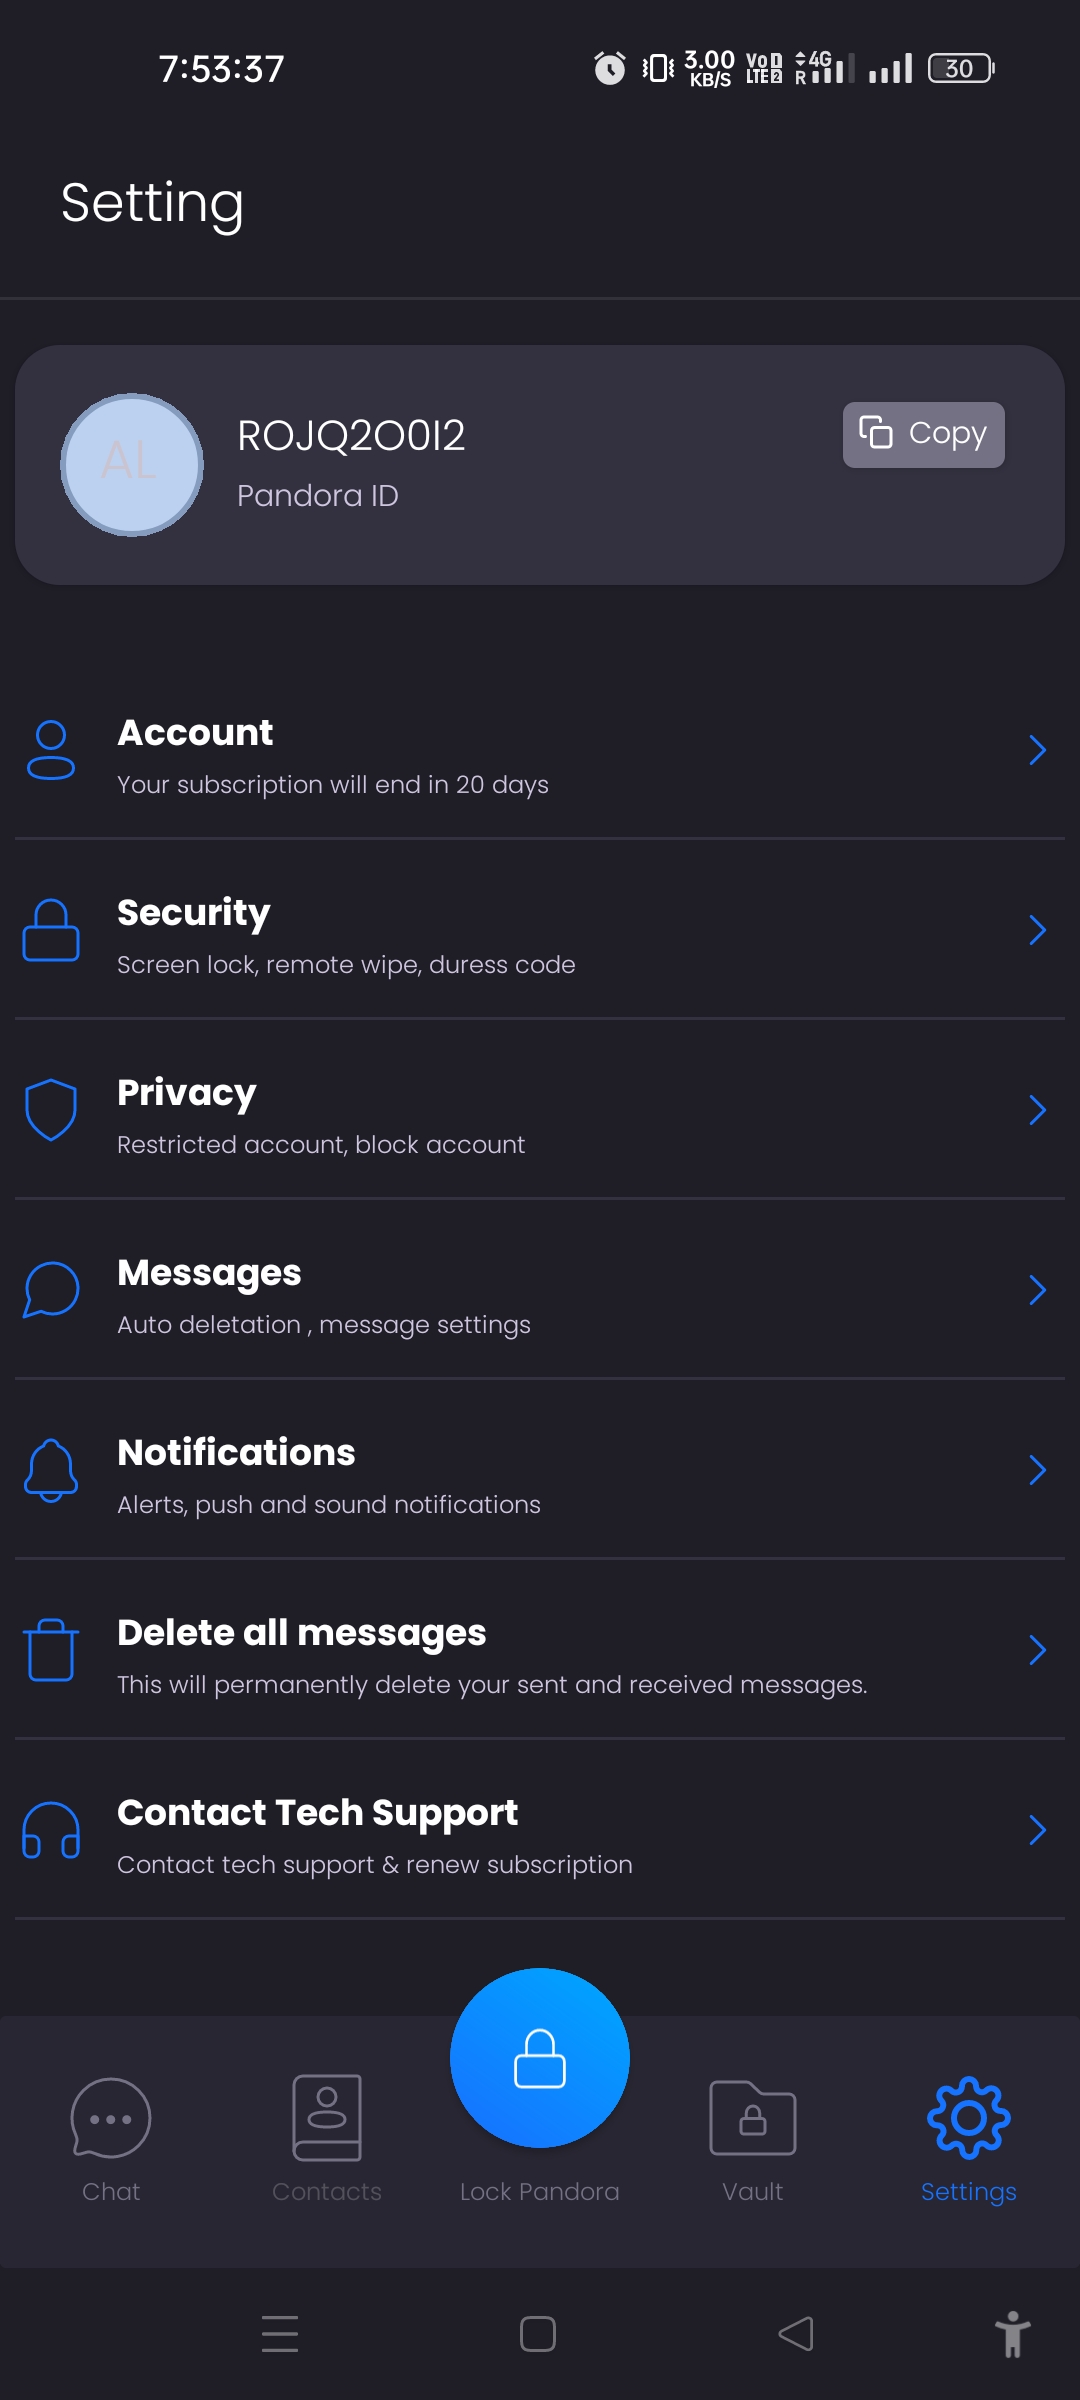 7:53:37
3.00 KB/S VoD LTE2 4G R 30
Setting
AL
ROJQ2O0I2
Copy
Pandora ID
Account
Your subscription will end in 20 days
Security
Screen lock, remote wipe, duress code
Privacy
Restricted account, block account
Messages
Auto deletation , message settings
Notifications
Alerts, push and sound notifications
Delete all messages
This will permanently delete your sent and received messages.
Contact Tech Support
Contact tech support & renew subscription
Chat
Contacts
Lock Pandora
Vault
Settings